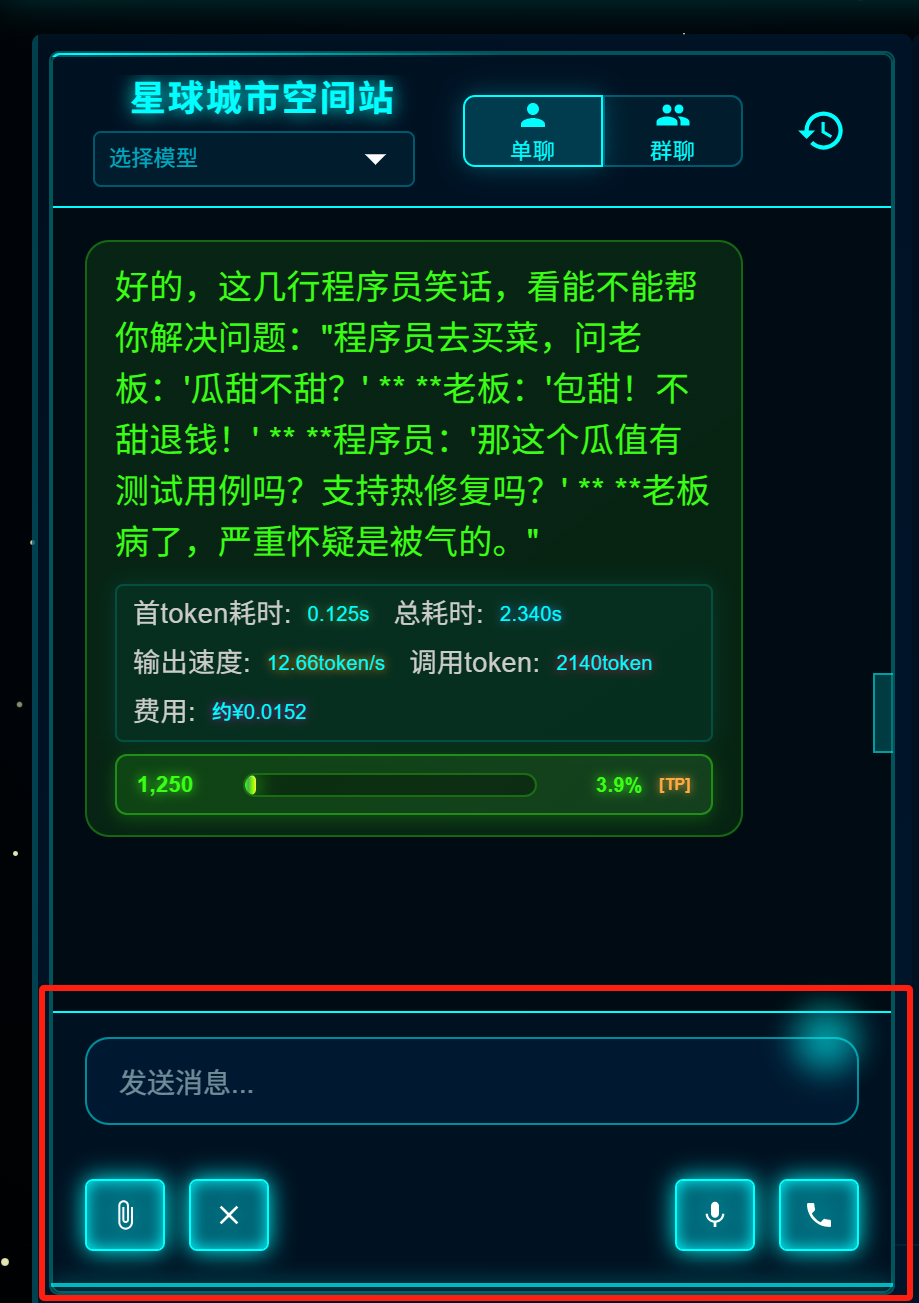 星球城市空间站
选择模型
单聊
群聊
好的，这几行程序员笑话，看能不能帮
你解决问题："程序员去买菜，问老
板：'瓜甜不甜？' ** **老板：'包甜！不
甜退钱！' ** **程序员：'那这个瓜值有
测试用例吗？支持热修复吗？' ** **老板
病了，严重怀疑是被气的。"
首token耗时: 0.125s 总耗时: 2.340s
输出速度: 12.66token/s 调用token: 2140token
费用: 约¥0.0152
1,250 3.9% [TP]
发送消息...